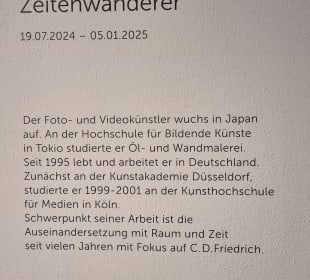 Zeitenwanderer
19.07.2024 – 05.01.2025
Der Foto- und Videokünstler wuchs in Japan
auf. An der Hochschule für Bildende Künste
in Tokio studierte er Öl- und Wandmalerei.
Seit 1995 lebt und arbeitet er in Deutschland.
Zunächst an der Kunstakademie Düsseldorf,
studierte er 1999-2001 an der Kunsthochschule
für Medien in Köln.
Schwerpunkt seiner Arbeit ist die
Auseinandersetzung mit Raum und Zeit
seit vielen Jahren mit Fokus auf C.D.Friedrich.